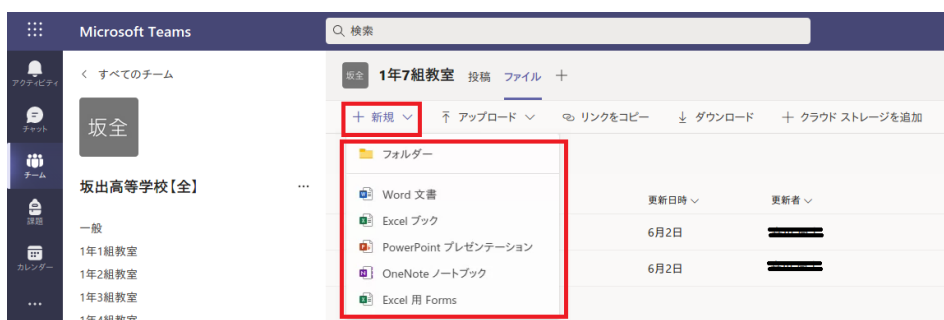 Microsoft Teams
検索
アクティビティ
チャット
チーム
課題
カレンダー
すべてのチーム
坂全
坂出高等学校【全】
一般
1年1組教室
1年2組教室
1年3組教室
1年4組教室
坂全 1年7組教室 投稿 ファイル
新規 アップロード リンクをコピー ダウンロード クラウド ストレージを追加
フォルダー
Word 文書
Excel ブック
PowerPoint プレゼンテーション
OneNote ノートブック
Excel 用 Forms
更新日時 更新者
6月2日
6月2日